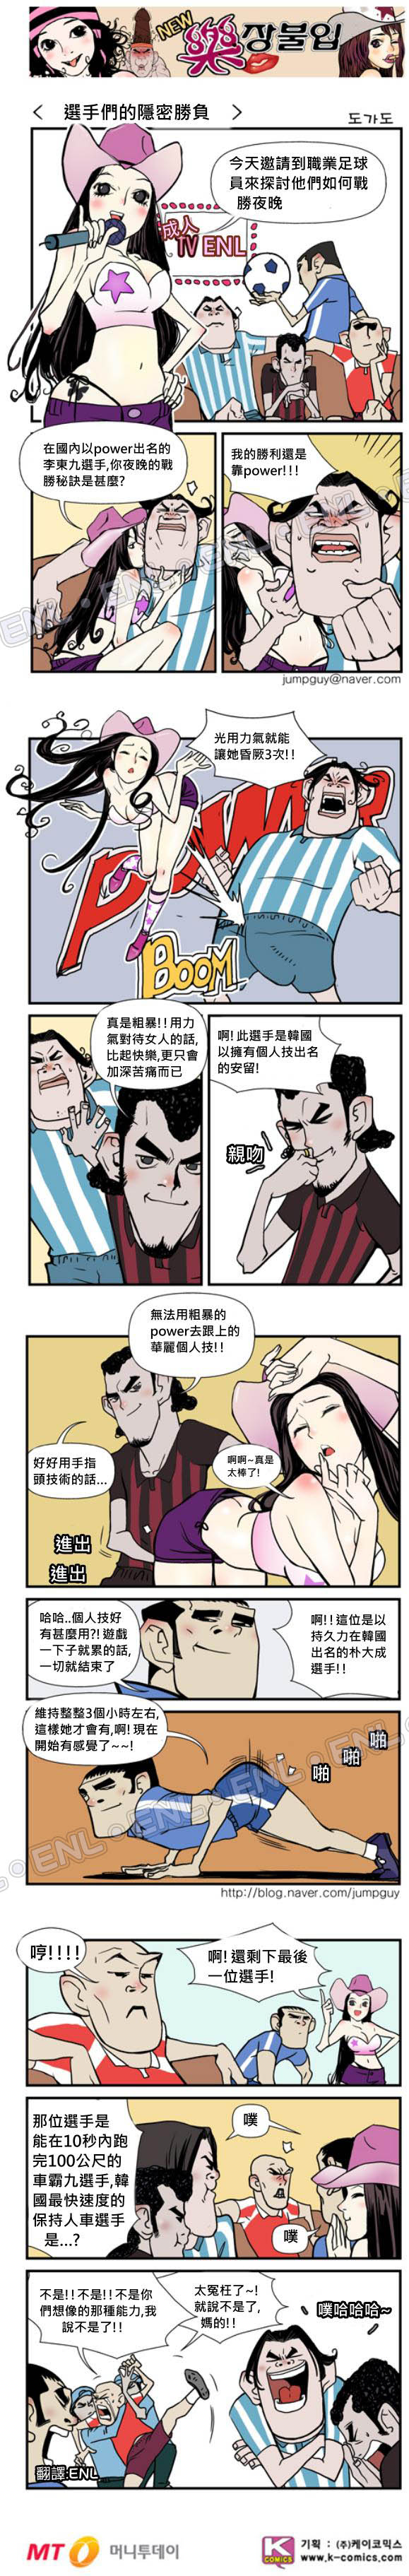 NEW
樂장불입
< 選手們的隱密勝負 >
도가도
今天邀請到職業足球
員來探討他們如何戰
勝夜晚
成人
TV ENL
在國內以power出名的
李東九選手,你夜晚的戰
勝秘訣是甚麼?
我的勝利還是
靠power!!!
jumpguy@naver.com
光用力氣就能
讓她昏厥3次!!
POWER
BOOM
真是粗暴!!用力
氣對待女人的話,
比起快樂,更只會
加深苦痛而已
啊!此選手是韓國
以擁有個人技出名
的安留!
親吻
無法用粗暴的
power去跟上的
華麗個人技!!
好好用手指
頭技術的話...
啊啊~真是
太棒了!
進出
進出
哈哈..個人技好
有甚麼用?!遊戲
一下子就累的話,
一切就結束了
啊!!這位是以
持久力在韓國
出名的朴大成
選手!!
維持整整3個小時左右,
這樣她才會有,啊!現在
開始有感覺了~~!
啪
啪
啪
http://blog.naver.com/jumpguy
哼!!!!
啊!還剩下最後
一位選手!
那位選手是
能在10秒內跑
完100公尺的
車霸九選手,韓
國最快速度的
保持人車選手
是...?
噗
噗
不是!!不是!!不是你
們想像的那種能力,我
說不是了!!
太冤枉了~!
就說不是了,
媽的!!
噗哈哈哈~
翻譯:ENL
MT 머니투데이
K COMICS
기획 : (주)케이코믹스
www.k-comics.com